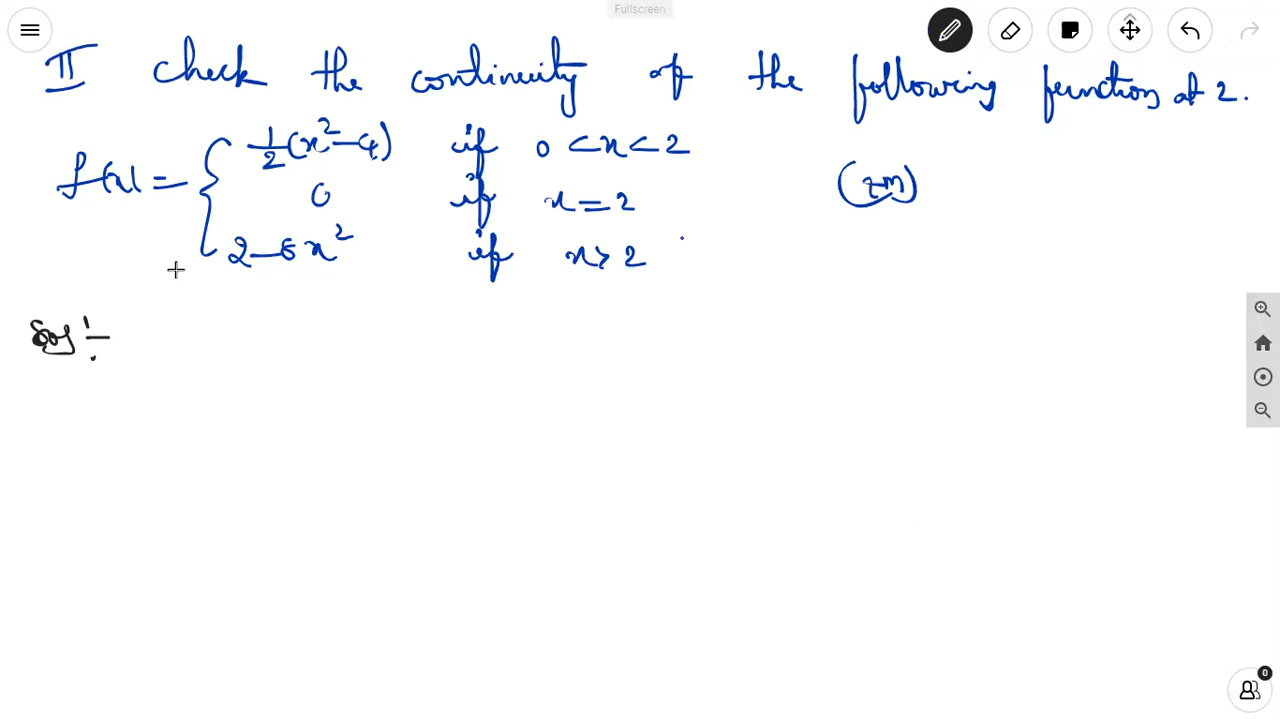 Fullscreen
II check the continuity of the following function at 2.
f(x) = { 1/2 (x² - 4) if 0 < x < 2
0 if x = 2
2 - 8x² if x > 2
Sol :-
0